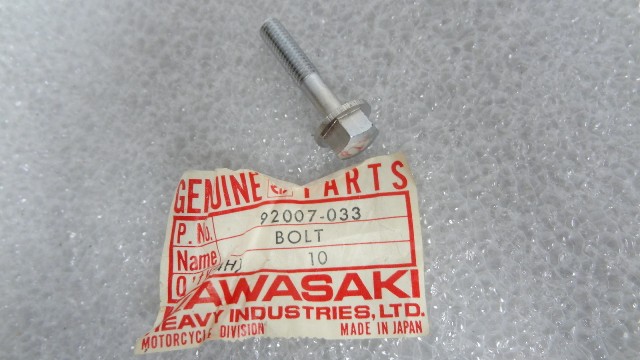 GENUINE PARTS
P. No. 92007-033
Name BOLT
10
KAWASAKI
HEAVY INDUSTRIES, LTD.
MOTORCYCLE DIVISION MADE IN JAPAN